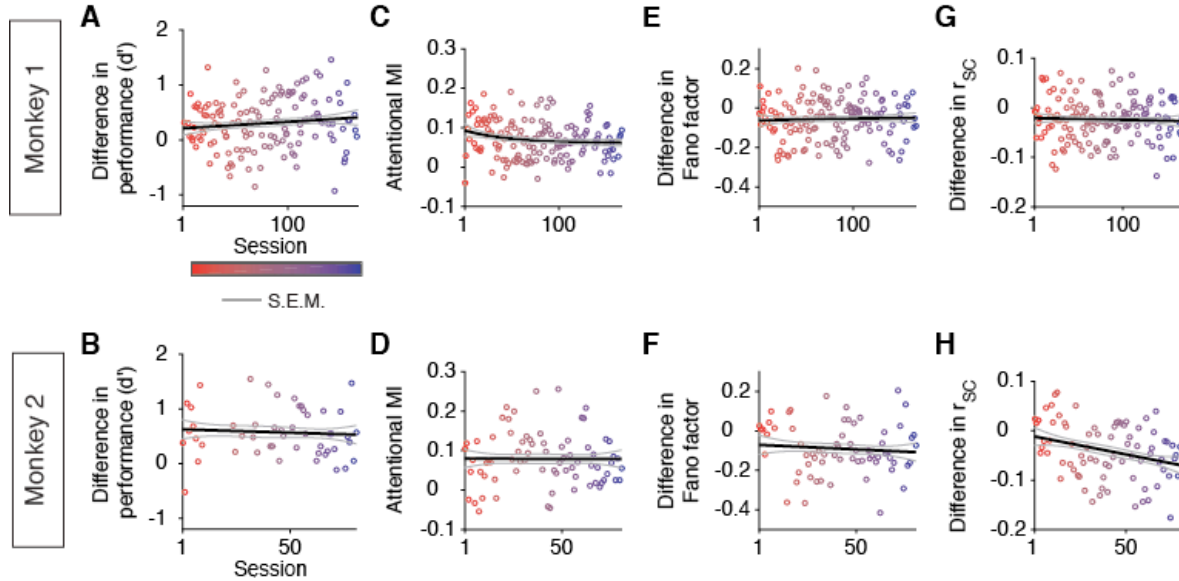 Monkey 1
A
Difference in
performance (d')
2
1
0
-1
1
100
Session
S.E.M.
C
Attentional MI
0.3
0.2
0.1
0
-0.1
1
100
E
Difference in
Fano factor
0.2
0
-0.2
-0.4
1
100
G
Difference in rSC
0.1
0
-0.1
-0.2
1
100
Monkey 2
B
Difference in
performance (d')
2
1
0
-1
1
50
Session
D
Attentional MI
0.3
0.2
0.1
0
-0.1
1
50
F
Difference in
Fano factor
0.2
0
-0.2
-0.4
1
50
H
Difference in rSC
0.1
0
-0.1
-0.2
1
50